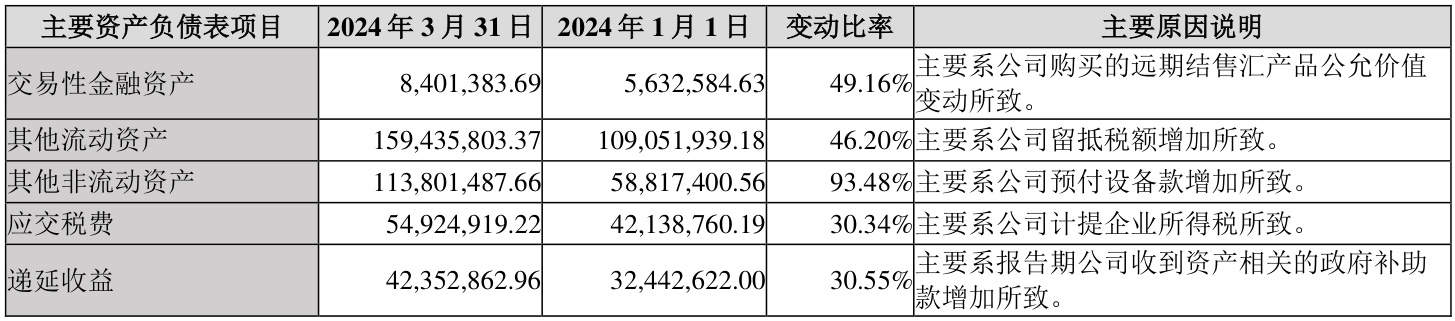 主要资产负债表项目 2024 年 3 月 31 日 2024 年 1 月 1 日 变动比率 主要原因说明
交易性金融资产 8,401,383.69 5,632,584.63 49.16% 主要系公司购买的远期结售汇产品公允价值
变动所致。
其他流动资产 159,435,803.37 109,051,939.18 46.20% 主要系公司留抵税额增加所致。
其他非流动资产 113,801,487.66 58,817,400.56 93.48% 主要系公司预付设备款增加所致。
应交税费 54,924,919.22 42,138,760.19 30.34% 主要系公司计提企业所得税所致。
递延收益 42,352,862.96 32,442,622.00 30.55% 主要系报告期公司收到资产相关的政府补助
款增加所致。